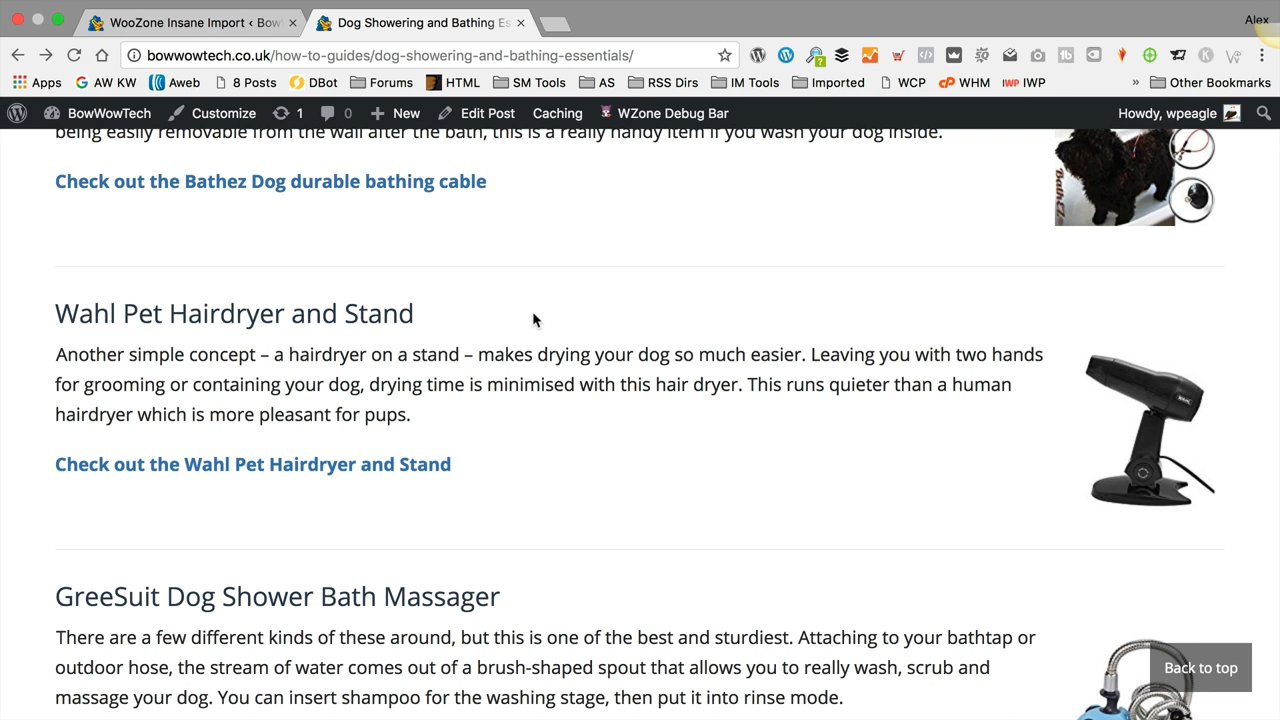 WooZone Insane Import ‹ Bow
Dog Showering and Bathing Es
Alex
bowwowtech.co.uk/how-to-guides/dog-showering-and-bathing-essentials/
Apps AW KW Aweb 8 Posts DBot Forums HTML SM Tools AS RSS Dirs IM Tools Imported WCP WHM IWP » Other Bookmarks
BowWowTech Customize 1 0 New Edit Post Caching WZone Debug Bar Howdy, wpeagle
being easily removable from the wall after the bath, this is a really handy item if you wash your dog inside.
Check out the Bathez Dog durable bathing cable
Wahl Pet Hairdryer and Stand
Another simple concept – a hairdryer on a stand – makes drying your dog so much easier. Leaving you with two hands
for grooming or containing your dog, drying time is minimised with this hair dryer. This runs quieter than a human
hairdryer which is more pleasant for pups.
WAHL
Check out the Wahl Pet Hairdryer and Stand
GreeSuit Dog Shower Bath Massager
There are a few different kinds of these around, but this is one of the best and sturdiest. Attaching to your bathtap or
outdoor hose, the stream of water comes out of a brush-shaped spout that allows you to really wash, scrub and
massage your dog. You can insert shampoo for the washing stage, then put it into rinse mode.
Back to top